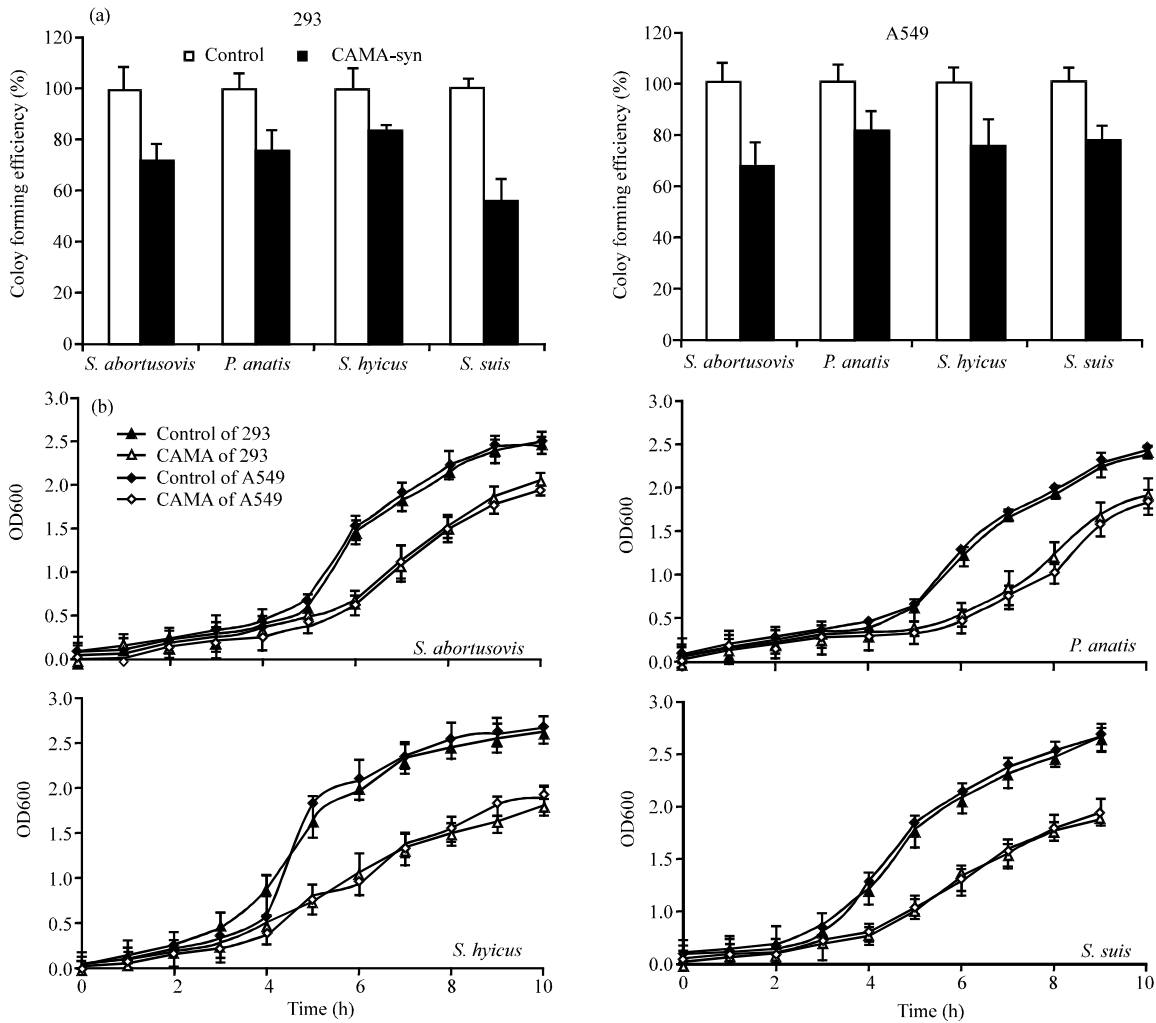 (a)
293
120
100
80
60
40
20
0
Coloy forming efficiency (%)
Control
CAMA-syn
S. abortusovis
P. anatis
S. hyicus
S. suis
A549
120
100
80
60
40
20
0
Coloy forming efficiency (%)
S. abortusovis
P. anatis
S. hyicus
S. suis
(b)
3.0
2.5
2.0
1.5
1.0
0.5
0.0
OD600
Control of 293
CAMA of 293
Control of A549
CAMA of A549
S. abortusovis
3.0
2.5
2.0
1.5
1.0
0.5
0.0
OD600
P. anatis
3.0
2.5
2.0
1.5
1.0
0.5
0.0
OD600
S. hyicus
0 2 4 6 8 10
Time (h)
3.0
2.5
2.0
1.5
1.0
0.0
OD600
S. suis
0 2 4 6 8 10
Time (h)